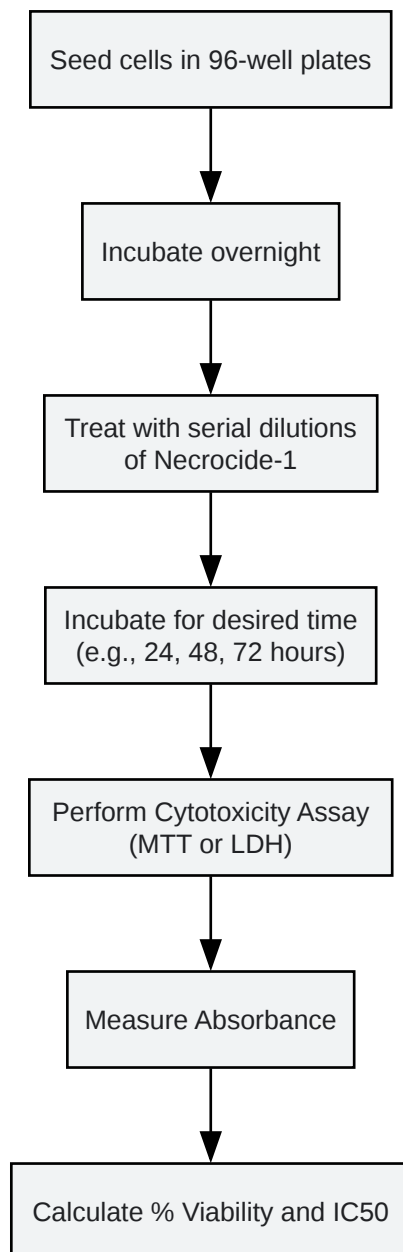 Seed cells in 96-well plates
Incubate overnight
Treat with serial dilutions
of Necrocide-1
Incubate for desired time
(e.g., 24, 48, 72 hours)
Perform Cytotoxicity Assay
(MTT or LDH)
Measure Absorbance
Calculate % Viability and IC50